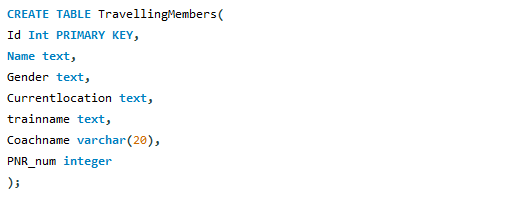 CREATE TABLE TravellingMembers(
Id Int PRIMARY KEY,
Name text,
Gender text,
Currentlocation text,
trainname text,
Coachname varchar(20),
PNR_num integer
);